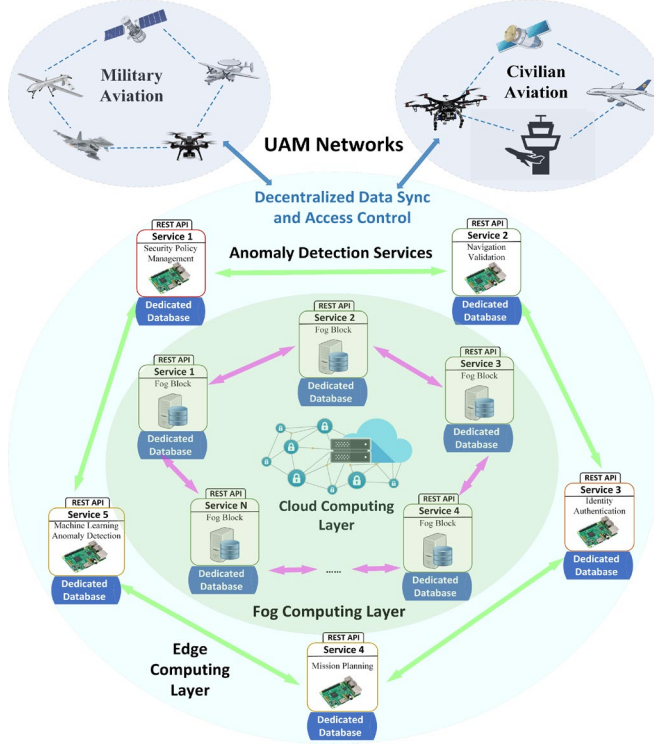 Military
Aviation
Civilian
Aviation
UAM Networks
Decentralized Data Sync
and Access Control
REST API
Service 1
Security Policy
Management
Dedicated
Database
Anomaly Detection Services
REST API
Service 2
Navigation
Validation
Dedicated
Database
REST API
Service 2
Fog Block
Dedicated
Database
REST API
Service 1
Fog Block
Dedicated
Database
REST API
Service 3
Fog Block
Dedicated
Database
Cloud Computing
Layer
REST API
Service N
Fog Block
Dedicated
Database
REST API
Service 4
Fog Block
Dedicated
Database
......
Fog Computing Layer
REST API
Service 5
Machine Learning
Anomaly Detection
Dedicated
Database
REST API
Service 3
Identity
Authentication
Dedicated
Database
Edge
Computing
Layer
REST API
Service 4
Mission Planning
Dedicated
Database